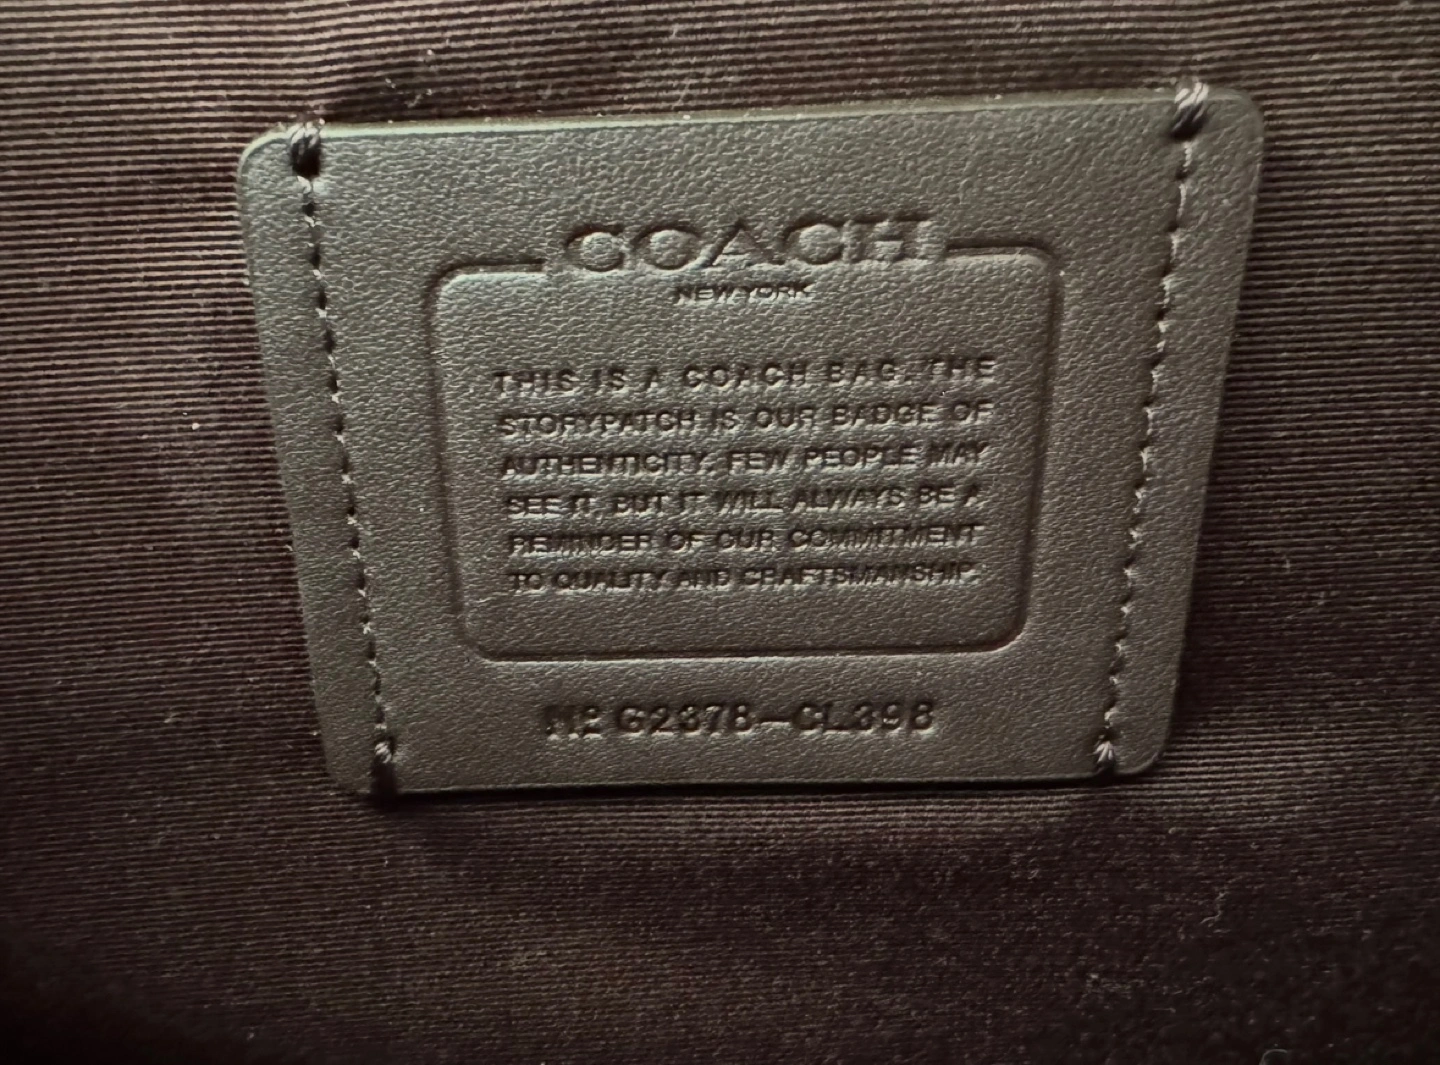 COACH
NEW YORK
THIS IS A COACH BAG. THE
STORYPATCH IS OUR BADGE OF
AUTHENTICITY. FEW PEOPLE MAY
SEE IT, BUT IT WILL ALWAYS BE A
REMINDER OF OUR COMMITMENT
TO QUALITY AND CRAFTSMANSHIP.
-CL398